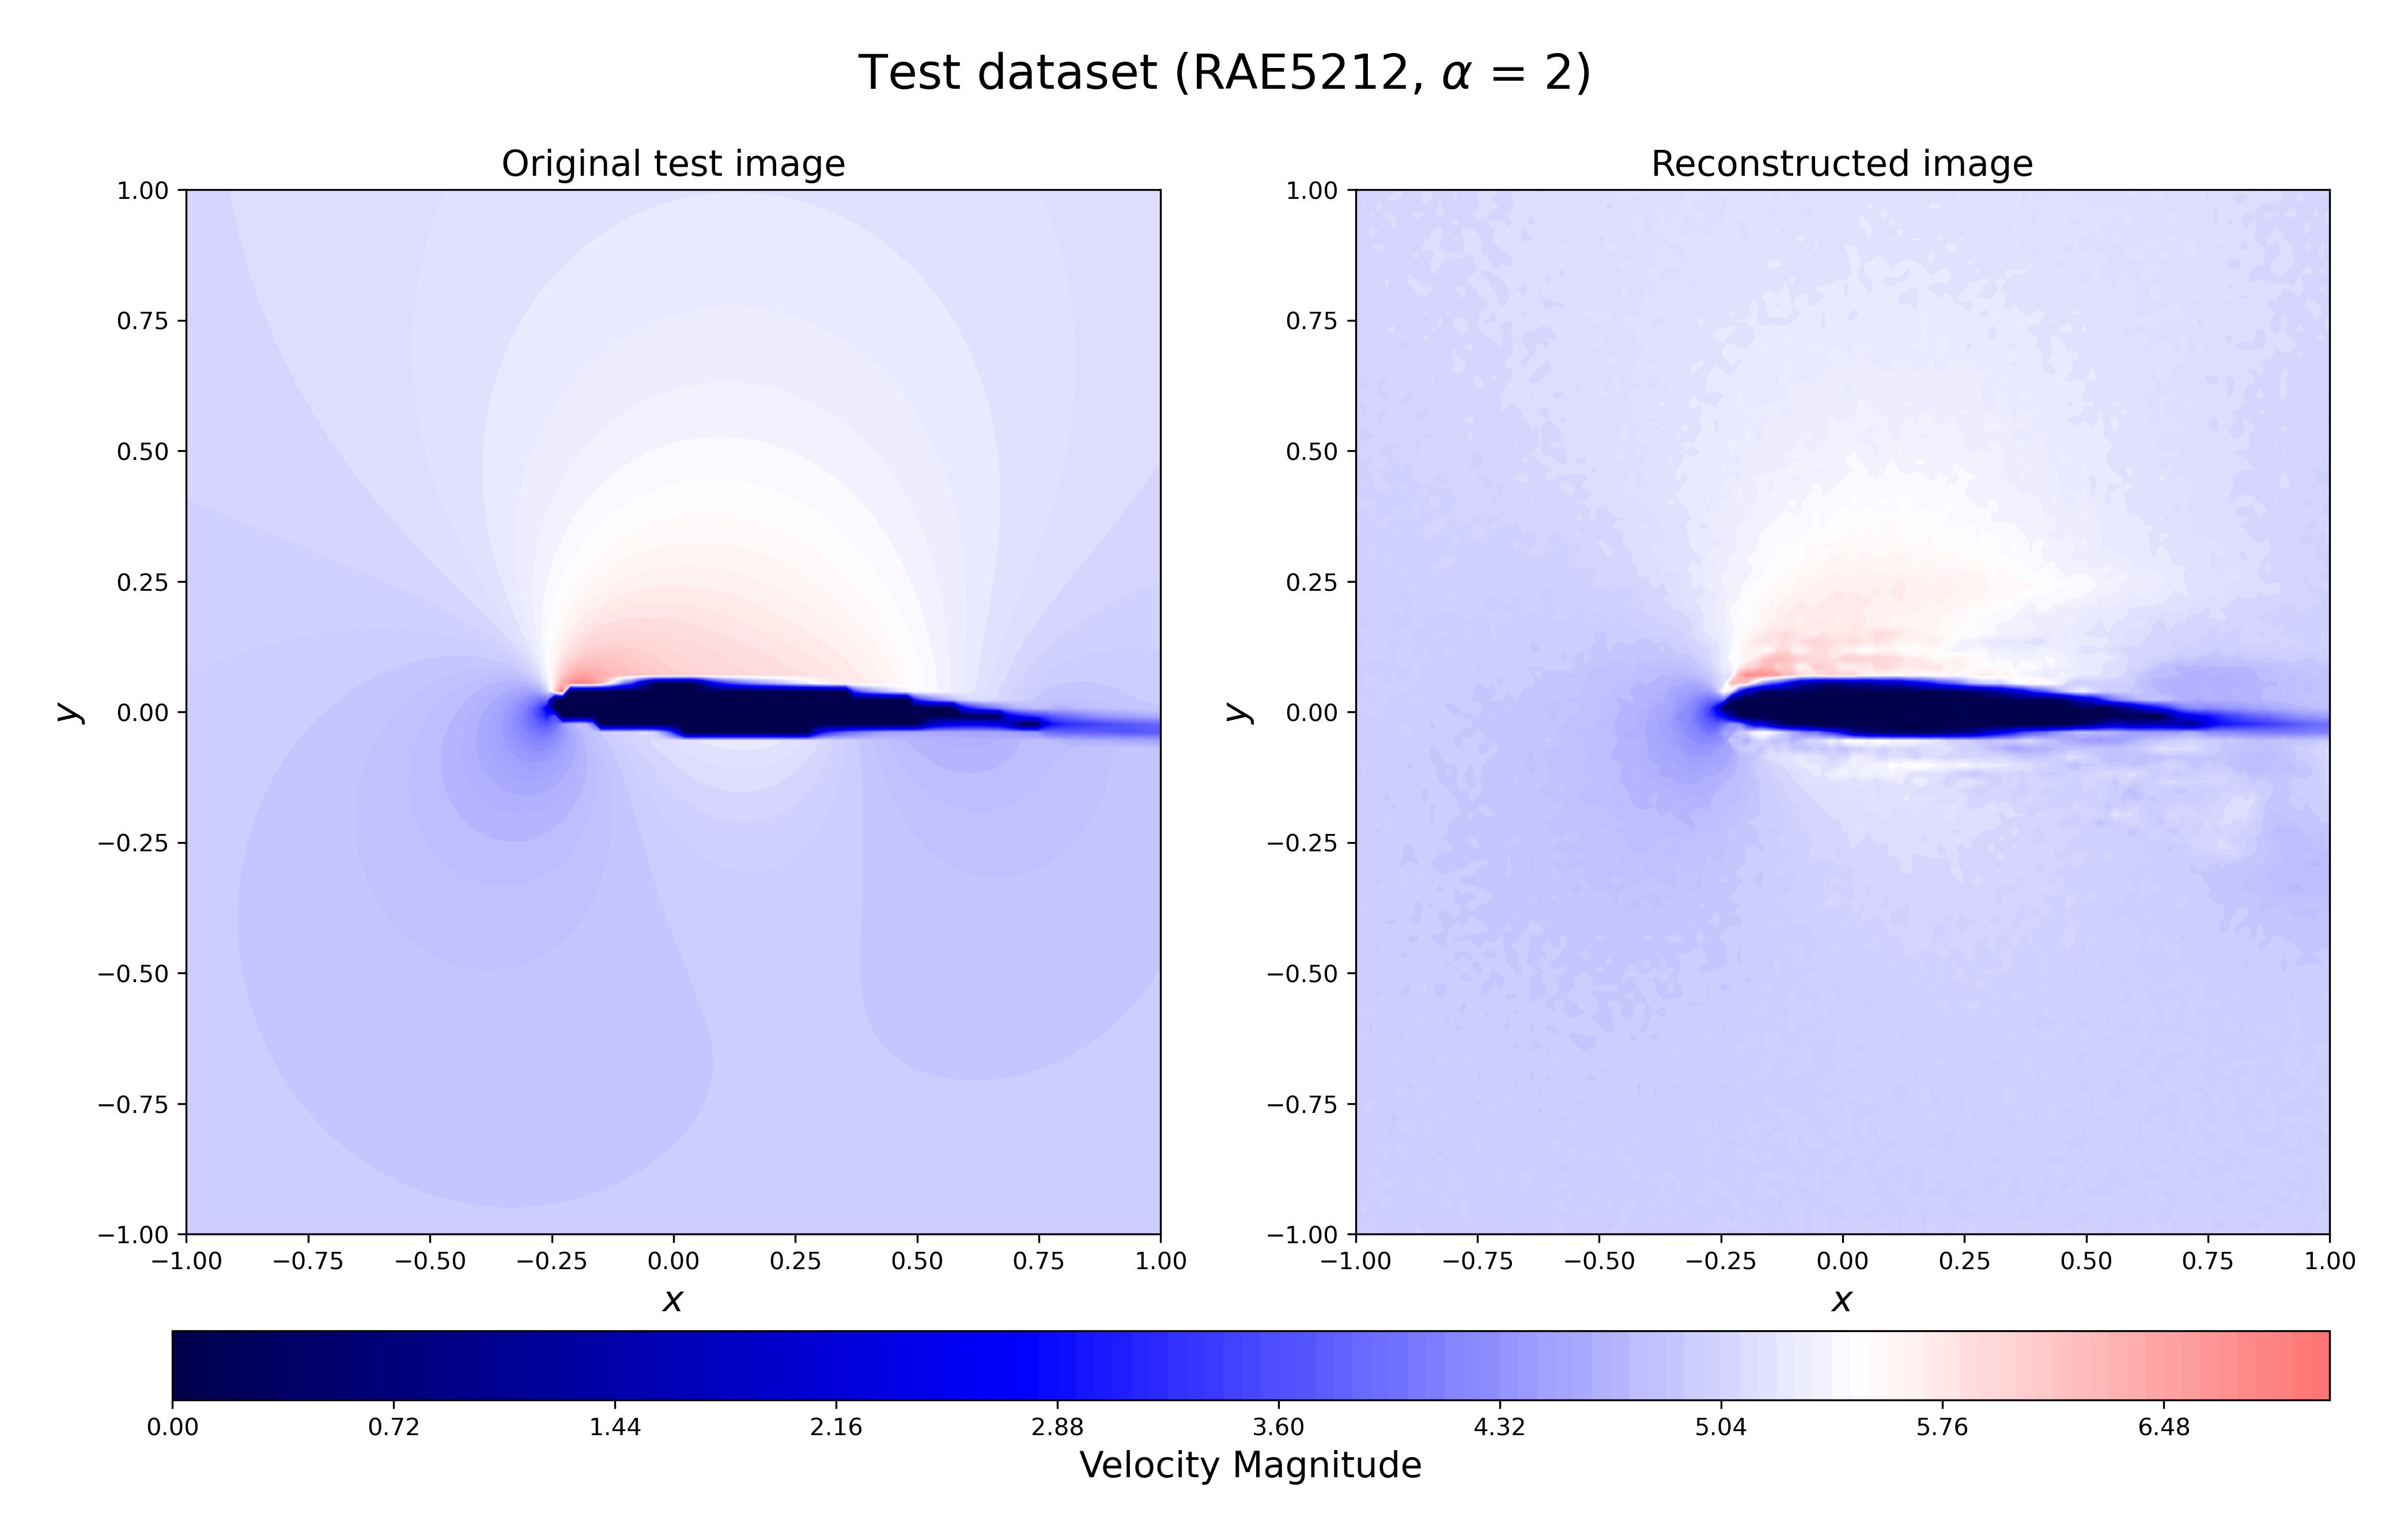 Test dataset (RAE5212, α = 2)
Original test image
Reconstructed image
1.00
0.75
0.50
0.25
0.00
−0.25
−0.50
−0.75
−1.00
y
−1.00 −0.75 −0.50 −0.25 0.00 0.25 0.50 0.75 1.00
x
1.00
0.75
0.50
0.25
0.00
−0.25
−0.50
−0.75
−1.00
y
−1.00 −0.75 −0.50 −0.25 0.00 0.25 0.50 0.75 1.00
x
0.00 0.72 1.44 2.16 2.88 3.60 4.32 5.04 5.76 6.48
Velocity Magnitude